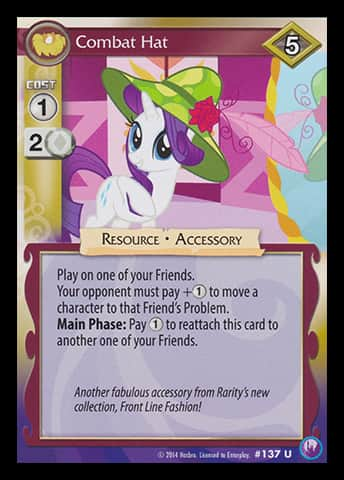 Combat Hat
5
COST
1
2
RESOURCE • ACCESSORY
Play on one of your Friends.
Your opponent must pay +1 to move a
character to that Friend's Problem.
Main Phase: Pay 1 to reattach this card to
another one of your Friends.
Another fabulous accessory from Rarity's new
collection, Front Line Fashion!
© 2014 Hasbro. Licensed to Enterplay. #137 U